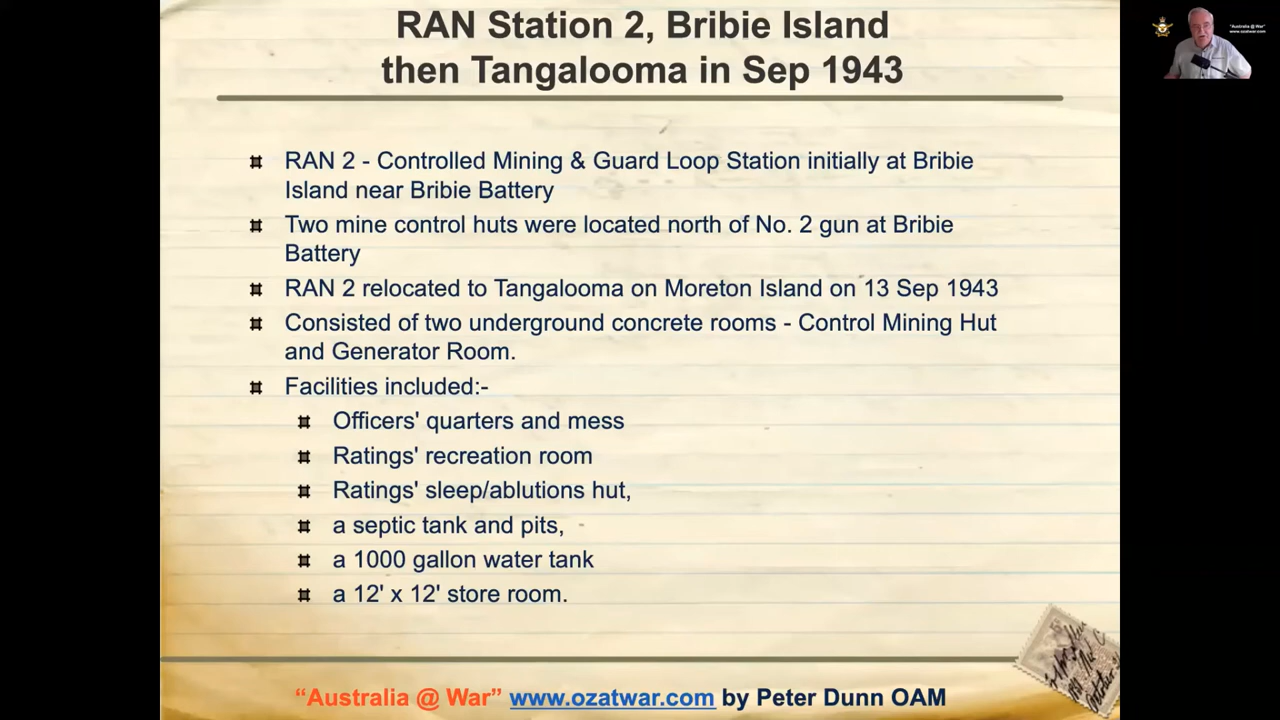 RAN Station 2, Bribie Island
then Tangalooma in Sep 1943
"Australia @ War"
www.ozatwar.com
RAN 2 - Controlled Mining & Guard Loop Station initially at Bribie
Island near Bribie Battery
Two mine control huts were located north of No. 2 gun at Bribie
Battery
RAN 2 relocated to Tangalooma on Moreton Island on 13 Sep 1943
Consisted of two underground concrete rooms - Control Mining Hut
and Generator Room.
Facilities included:-
Officers' quarters and mess
Ratings' recreation room
Ratings' sleep/ablutions hut,
a septic tank and pits,
a 1000 gallon water tank
a 12' x 12' store room.
“Australia @ War” www.ozatwar.com by Peter Dunn OAM